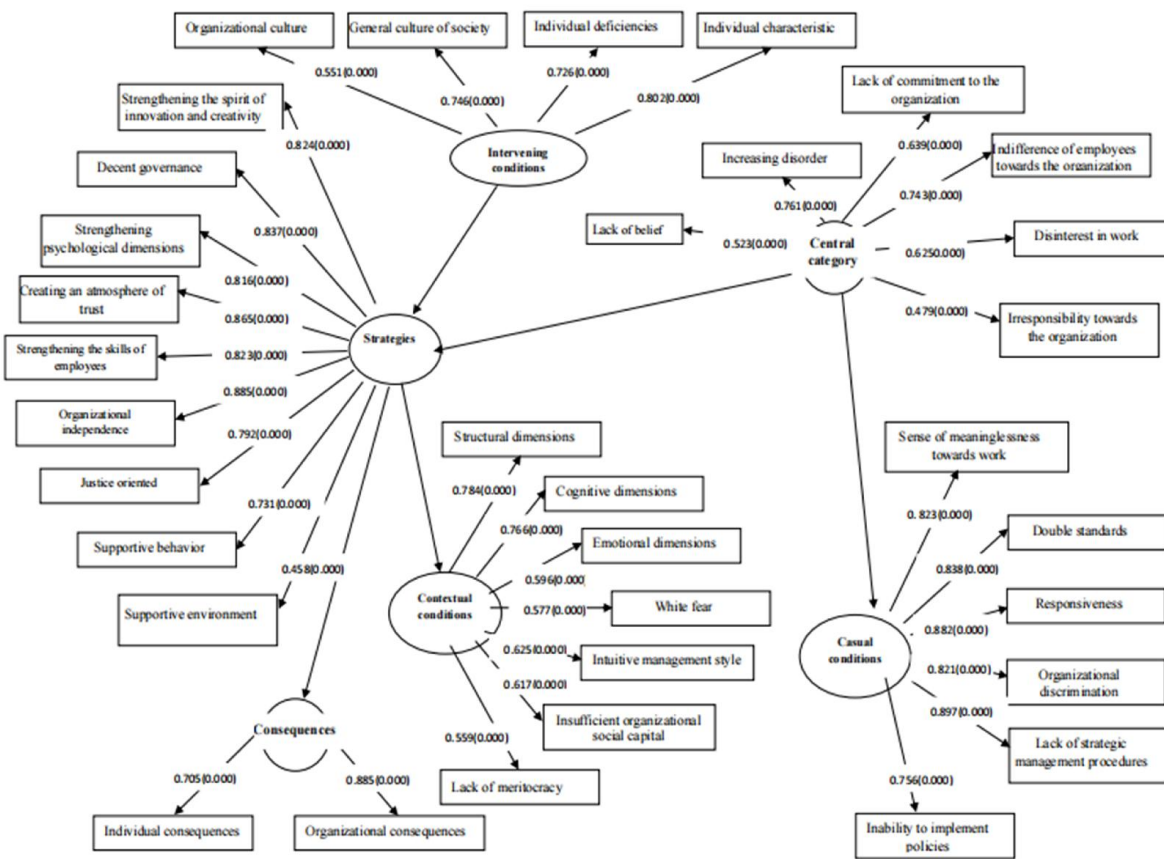 Organizational culture
General culture of society
Individual deficiencies
Individual characteristic
0.551(0.000)
0.746(0.000)
0.726(0.000)
0.802(0.000)
Intervening
conditions
Strengthening the spirit of
innovation and creativity
0.824(0.000)
Decent governance
0.837(0.000)
Strengthening
psychological dimensions
0.816(0.000)
Creating an atmosphere of
trust
0.865(0.000)
Strengthening the skills of
employees
0.823(0.000)
Organizational
independence
0.885(0.000)
Justice oriented
0.792(0.000)
Supportive behavior
0.731(0.000)
Supportive environment
0.458(0.000)
Strategies
Lack of commitment to the
organization
0.639(0.000)
Increasing disorder
0.761(0.000)
Indifference of employees
towards the organization
0.743(0.000)
Lack of belief
0.523(0.000)
Central
category
Disinterest in work
0.6250.000)
Irresponsibility towards
the organization
0.479(0.000)
Structural dimensions
0.784(0.000)
Cognitive dimensions
0.766(0.000)
Emotional dimensions
0.596(0.000)
White fear
0.577(0.000)
Contextual
conditions
Intuitive management style
0.625(0.000)
Insufficient organizational
social capital
0.617(0.000)
Lack of meritocracy
0.559(0.000)
Sense of meaninglessness
towards work
0.823(0.000)
Double standards
0.838(0.000)
Responsiveness
0.882(0.000)
Casual
conditions
Organizational
discrimination
0.821(0.000)
Lack of strategic
management procedures
0.897(0.000)
Inability to implement
policies
0.756(0.000)
Consequences
0.705(0.000)
0.885(0.000)
Individual consequences
Organizational consequences